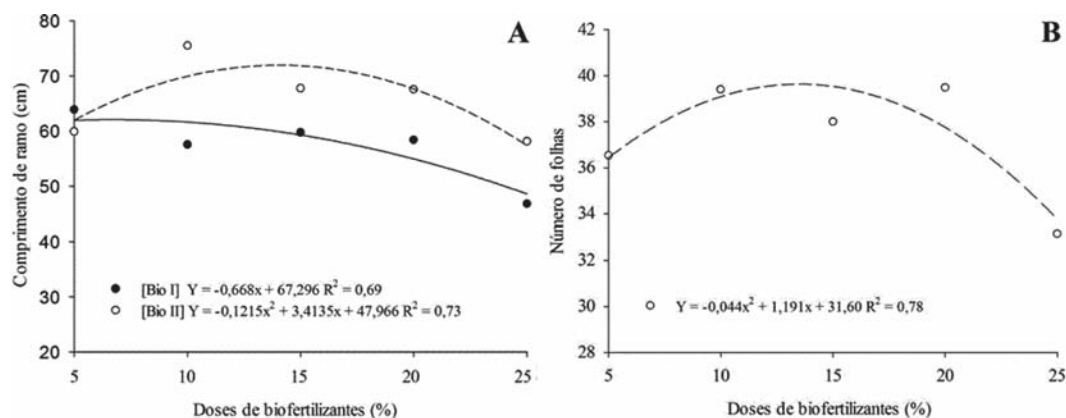 A
Comprimento de ramo (cm)
80
70
60
50
40
30
20
[Bio I] Y = -0,668x + 67,296 R² = 0,69
[Bio II] Y = -0,1215x² + 3,4135x + 47,966 R² = 0,73
5 10 15 20 25
Doses de biofertilizantes (%)
B
Número de folhas
42
40
38
36
34
32
30
28
Y = -0,044x² + 1,191x + 31,60 R² = 0,78
5 10 15 20 25
Doses de biofertilizantes (%)